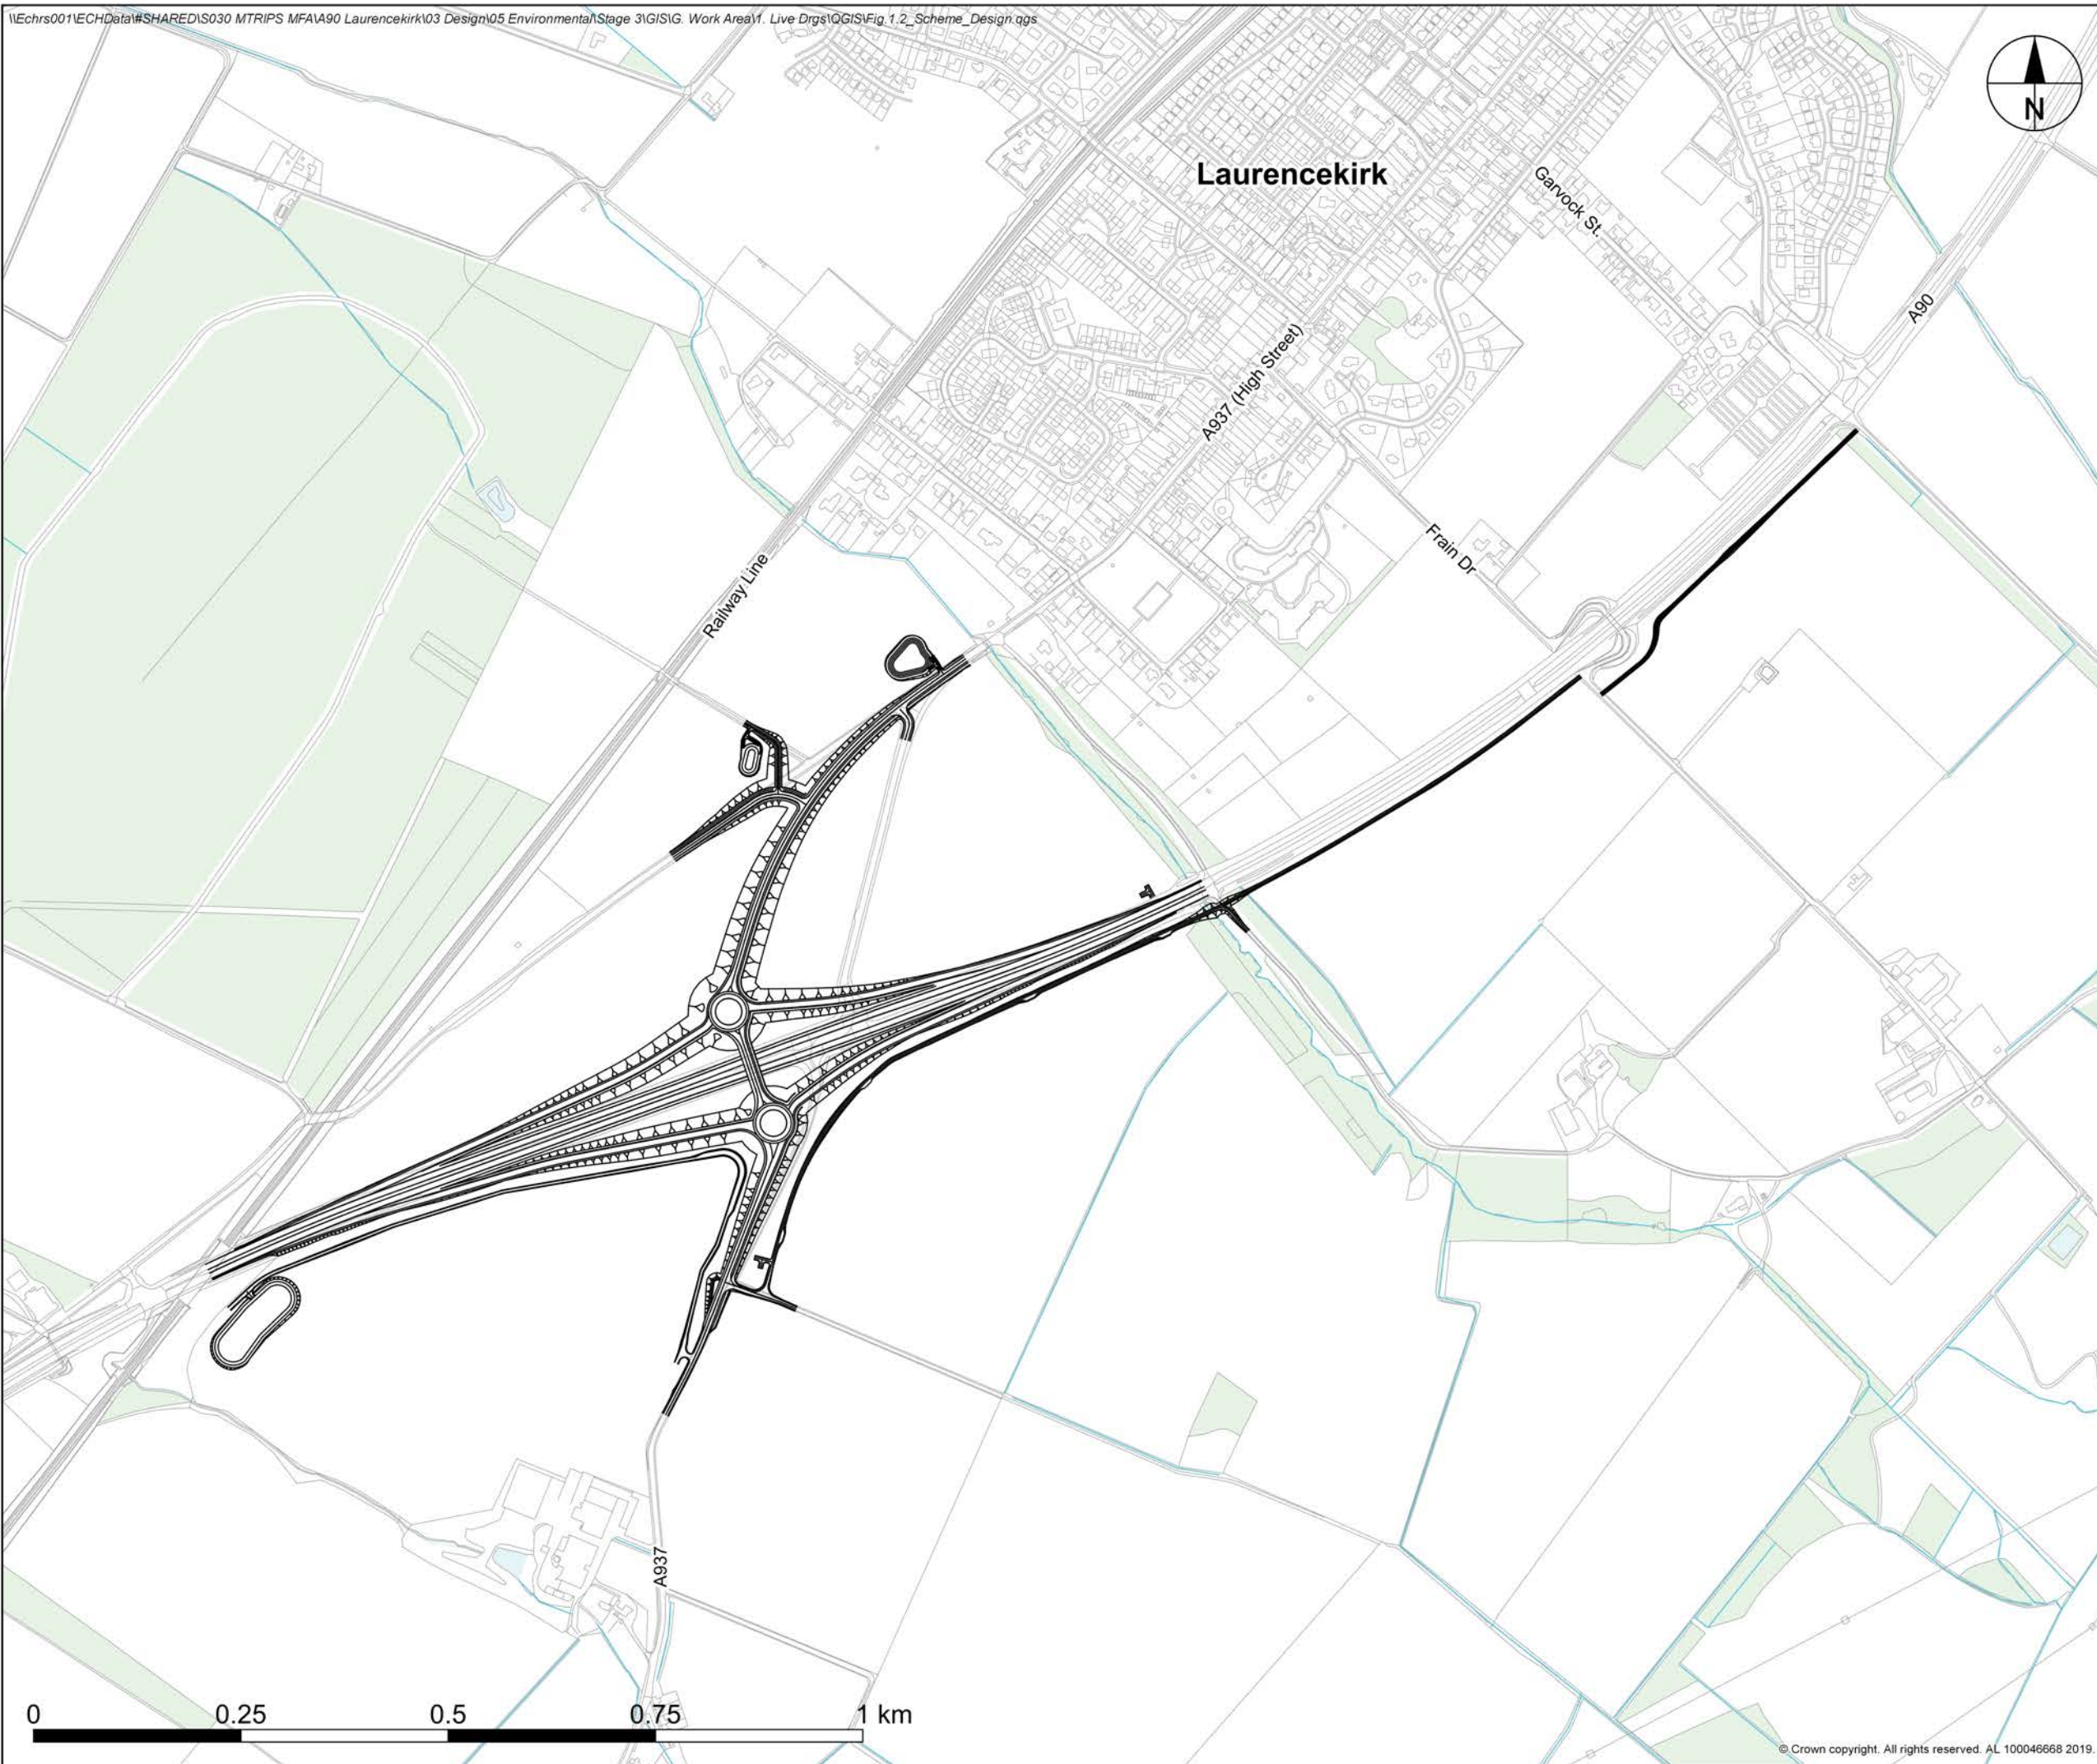 \\Echrs001\ECHData\#SHARED\S030 MTRIPS MFA\A90 Laurencekirk\03 Design\05 Environmental\Stage 3\GIS\G. Work Area\1. Live Drgs\QGIS\Fig.1.2_Scheme_Design.qgs
N
Laurencekirk
Garvock St.
A90
A937 (High Street)
Frain Dr
Railway Line
A937
0 0.25 0.5 0.75 1 km
© Crown copyright. All rights reserved. AL 100046668 2019.